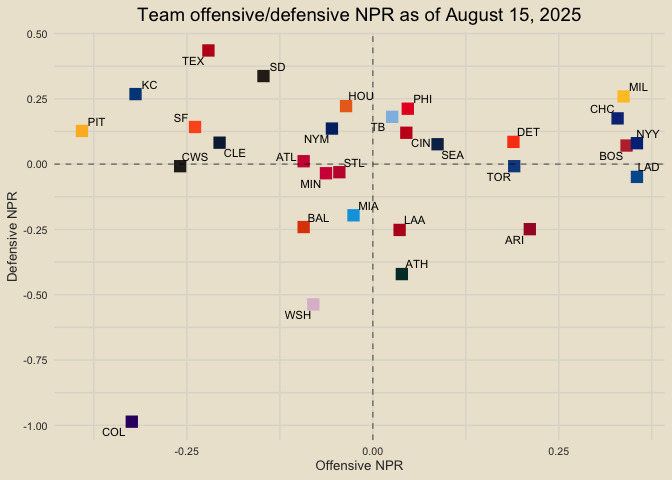 Team offensive/defensive NPR as of August 15, 2025
0.50
TEX
SD
KC
MIL
0.25
HOU
PHI
CHC
PIT
SF
NYM
TB
CIN
DET
NYY
CLE
SEA
BOS
CWS
ATL
STL
LAD
0.00
MIN
TOR
Defensive NPR
MIA
BAL
LAA
-0.25
ARI
ATH
-0.50
WSH
-0.75
-1.00
COL
-0.25
0.00
0.25
Offensive NPR